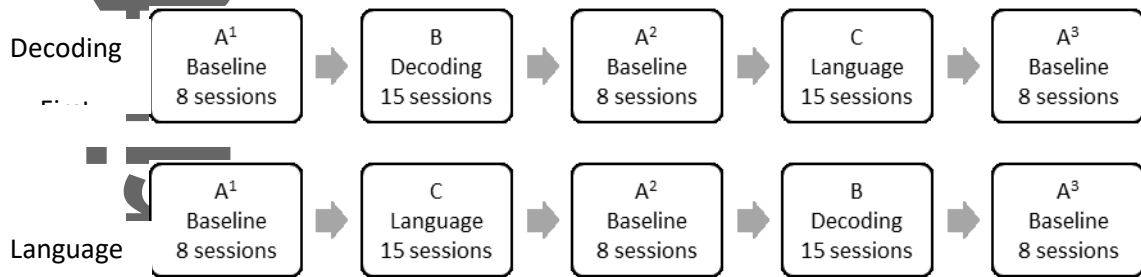 Decoding
A¹
Baseline
8 sessions
B
Decoding
15 sessions
A²
Baseline
8 sessions
C
Language
15 sessions
A³
Baseline
8 sessions
Language
A¹
Baseline
8 sessions
C
Language
15 sessions
A²
Baseline
8 sessions
B
Decoding
15 sessions
A³
Baseline
8 sessions